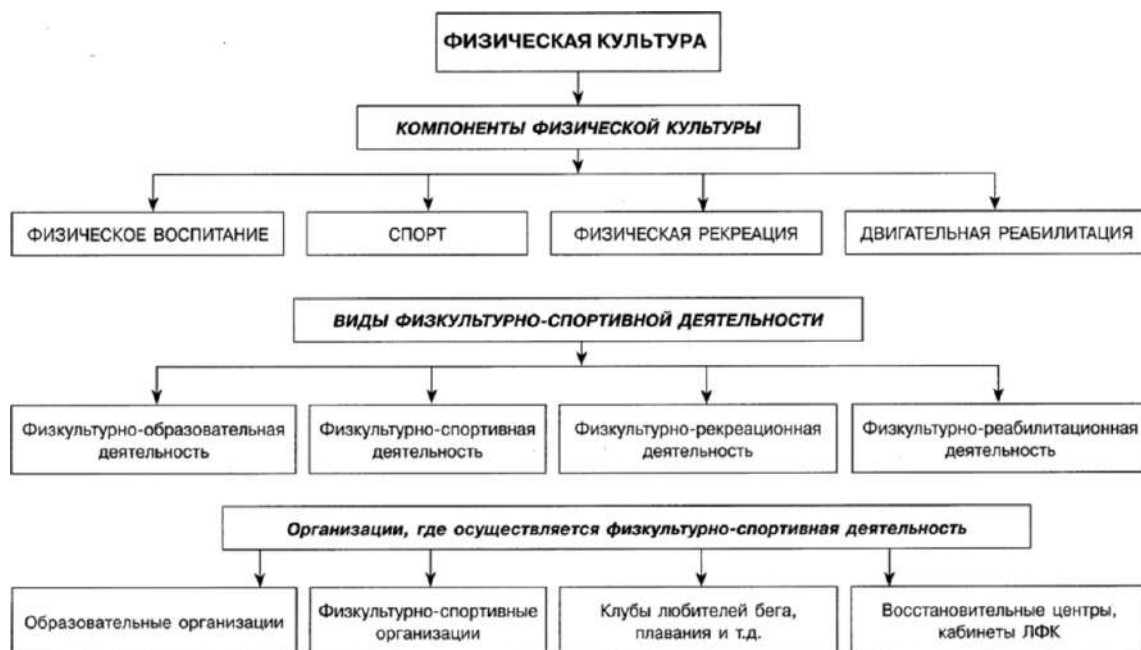 ФИЗИЧЕСКАЯ КУЛЬТУРА
КОМПОНЕНТЫ ФИЗИЧЕСКОЙ КУЛЬТУРЫ
ФИЗИЧЕСКОЕ ВОСПИТАНИЕ
СПОРТ
ФИЗИЧЕСКАЯ РЕКРЕАЦИЯ
ДВИГАТЕЛЬНАЯ РЕАБИЛИТАЦИЯ
ВИДЫ ФИЗКУЛЬТУРНО-СПОРТИВНОЙ ДЕЯТЕЛЬНОСТИ
Физкультурно-образовательная
деятельность
Физкультурно-спортивная
деятельность
Физкультурно-рекреационная
деятельность
Физкультурно-реабилитационная
деятельность
Организации, где осуществляется физкультурно-спортивная деятельность
Образовательные организации
Физкультурно-спортивные
организации
Клубы любителей бега,
плавания и т.д.
Восстановительные центры,
кабинеты ЛФК